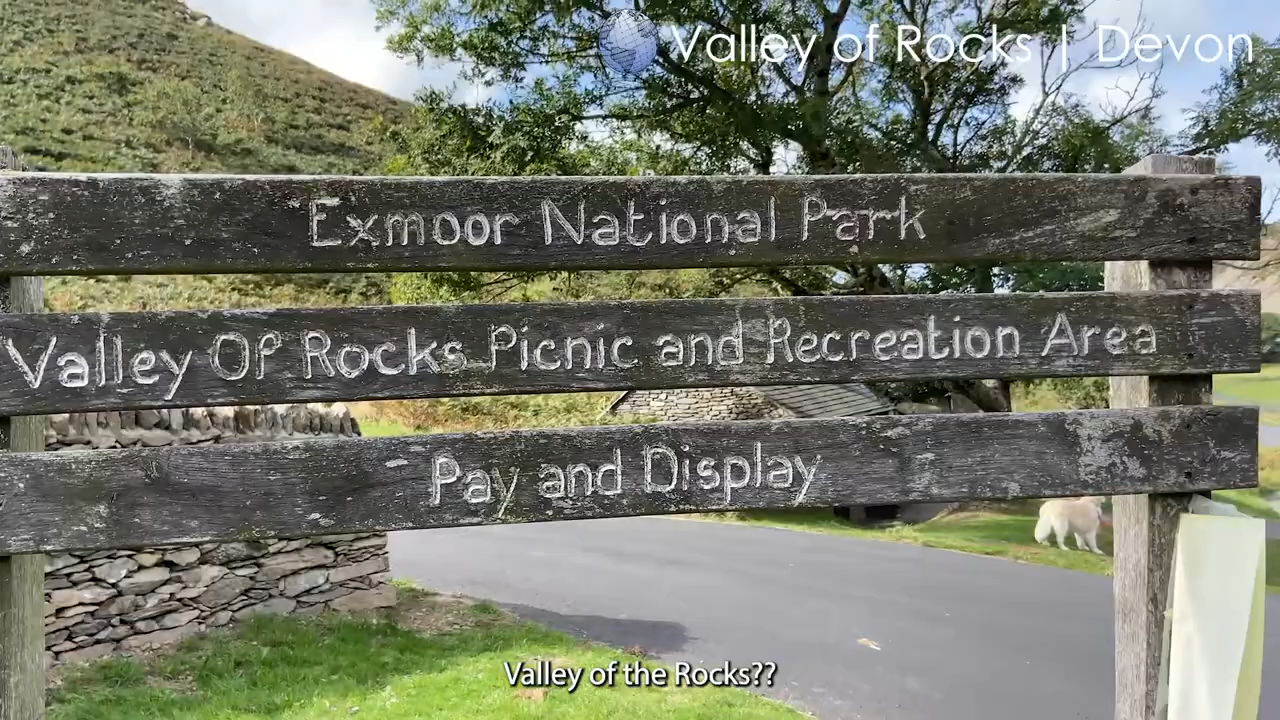 Valley of Rocks | Devon
Exmoor National Park
Valley Of Rocks Picnic and Recreation Area
Pay and Display
Valley of the Rocks??